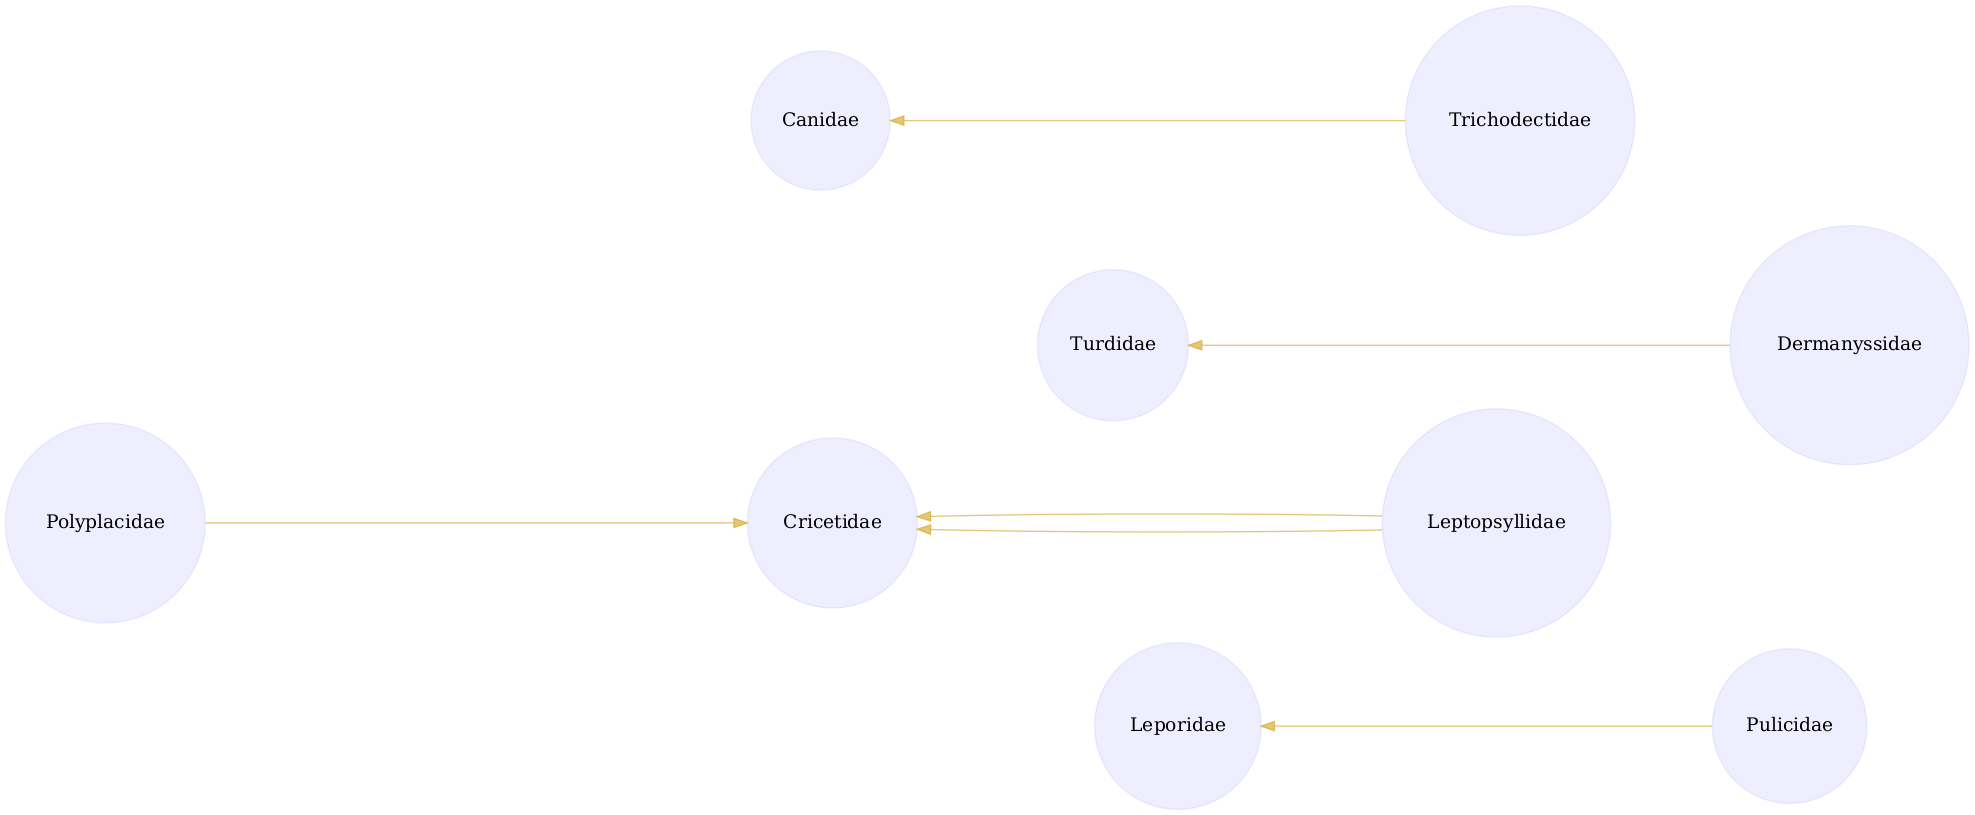 Canidae
Trichodectidae
Turdidae
Dermanyssidae
Polyplacidae
Cricetidae
Leptopsyllidae
Leporidae
Pulicidae